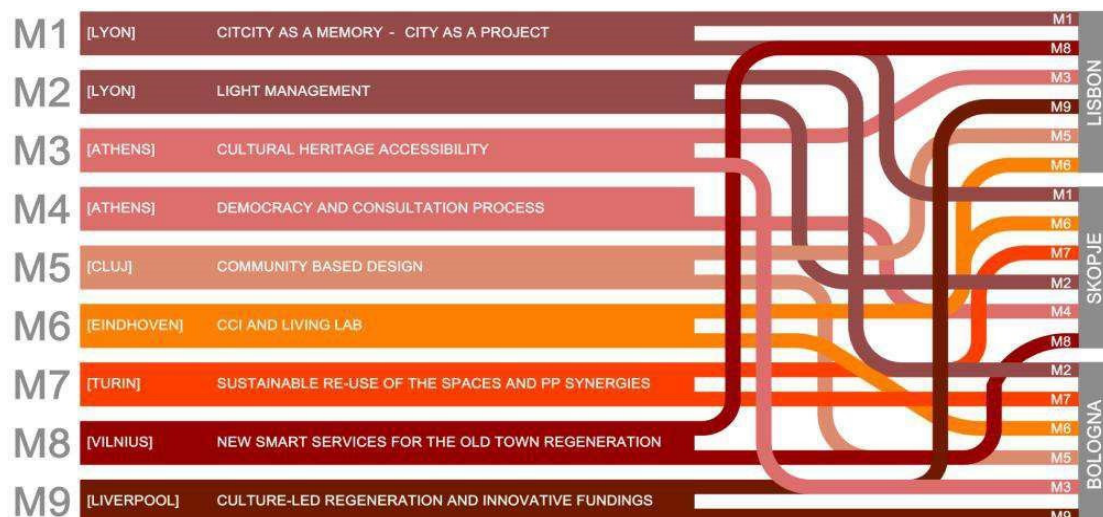 M1 [LYON] CITCITY AS A MEMORY - CITY AS A PROJECT
M2 [LYON] LIGHT MANAGEMENT
M3 [ATHENS] CULTURAL HERITAGE ACCESSIBILITY
M4 [ATHENS] DEMOCRACY AND CONSULTATION PROCESS
M5 [CLUJ] COMMUNITY BASED DESIGN
M6 [EINDHOVEN] CCI AND LIVING LAB
M7 [TURIN] SUSTAINABLE RE-USE OF THE SPACES AND PP SYNERGIES
M8 [VILNIUS] NEW SMART SERVICES FOR THE OLD TOWN REGENERATION
M9 [LIVERPOOL] CULTURE-LED REGENERATION AND INNOVATIVE FUNDINGS
M1
M8
M3
M9
M5
M6
LISBON
M1
M6
M7
M2
M4
M8
SKOPJE
M2
M7
M6
M5
M3
M9
BOLOGNA